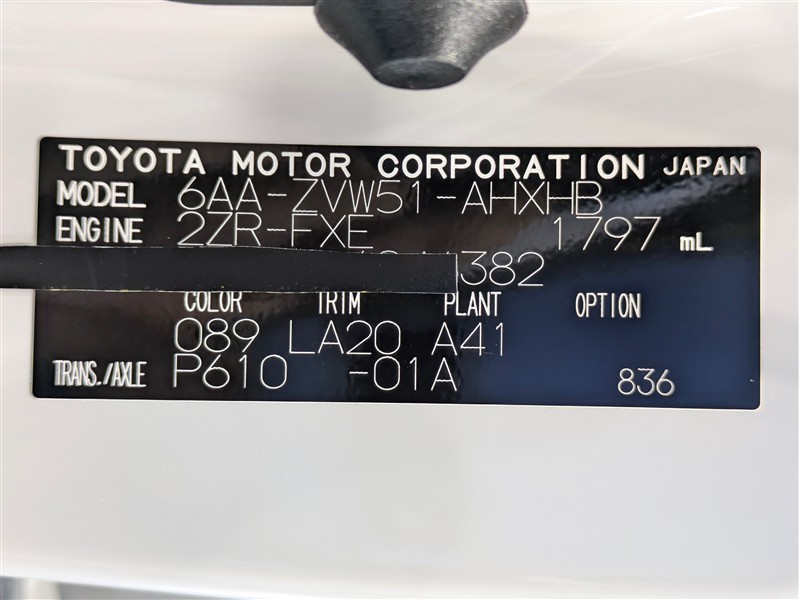 TOYOTA MOTOR CORPORATION JAPAN
MODEL 6AA-ZVW51-AHXHB
ENGINE 2ZR-FXE 1797 mL
382
COLOR TRIM PLANT OPTION
089 LA20 A41
TRANS./AXLE P610 -01A 836